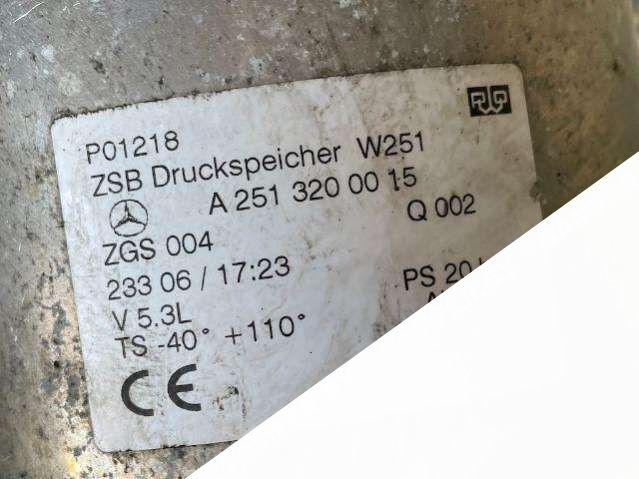 P01218
ZSB Druckspeicher W251
A 251 320 00 15
ZGS 004 Q 002
233 06 / 17:23
V 5.3L PS 20
TS -40° +110°
CE